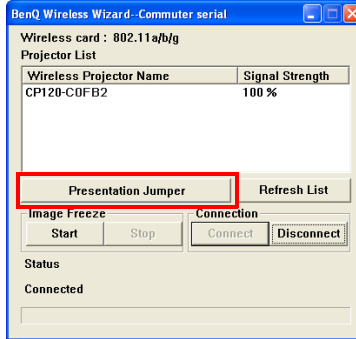 BenQ Wireless Wizard--Commuter serial
Wireless card : 802.11a/b/g
Projector List
Wireless Projector Name Signal Strength
CP120-C0FB2 100 %
Presentation Jumper Refresh List
Image Freeze Connection
Start Stop Connect Disconnect
Status
Connected